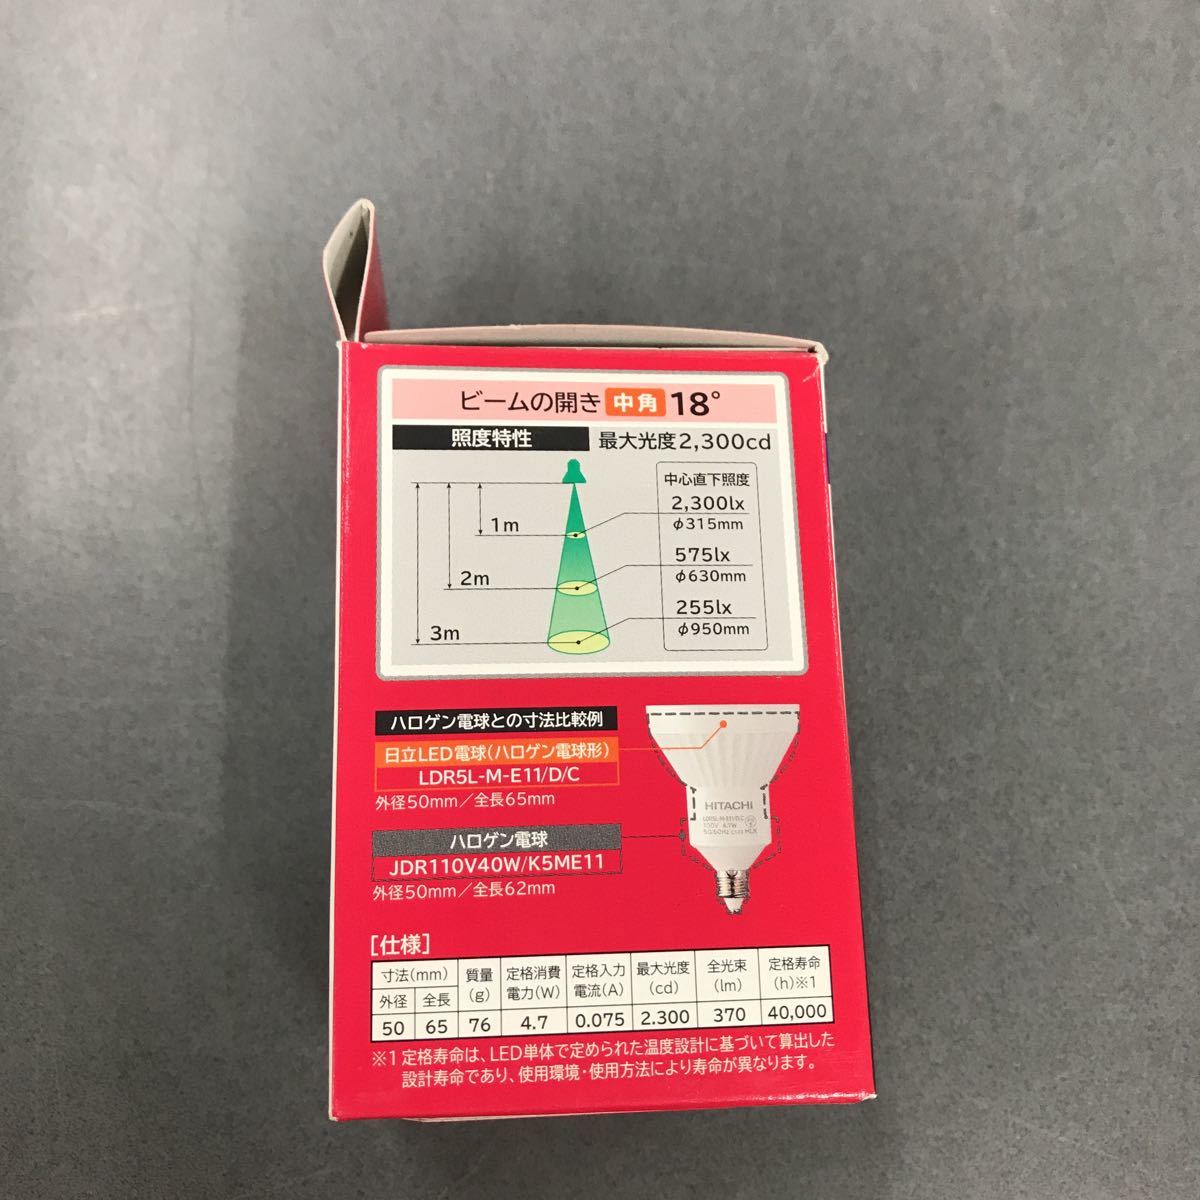 ビームの開き 中角 18°
照度特性 最大光度2,300cd
中心直下照度
1m
2,300lx
φ315mm
2m
575lx
φ630mm
3m
255lx
φ950mm
ハロゲン電球との寸法比較例
日立LED電球(ハロゲン電球形)
LDR5L-M-E11/D/C
外径50mm/全長65mm
ハロゲン電球
JDR110V40W/K5ME11
外径50mm/全長62mm
HITACHI
LDR5L-M-E11/D/C
100V 4.7W
50/60Hz
[仕様]
寸法(mm) 質量(g) 定格消費電力(W) 定格入力電流(A) 最大光度(cd) 全光束(lm) 定格寿命(h)※1
外径 全長
50 65 76 4.7 0.075 2.300 370 40,000
※1 定格寿命は、LED単体で定められた温度設計に基づいて算出した
設計寿命であり、使用環境・使用方法により寿命が異なります。